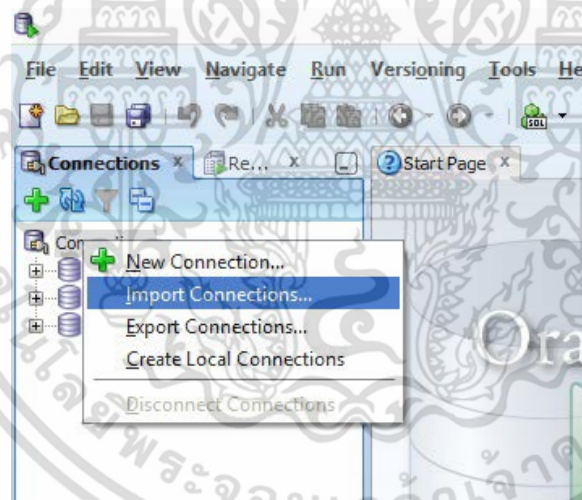 File Edit View Navigate Run Versioning Tools He
SQL
Connections Re... Start Page
New Connection...
Import Connections...
Export Connections...
Create Local Connections
Disconnect Connections
Ora